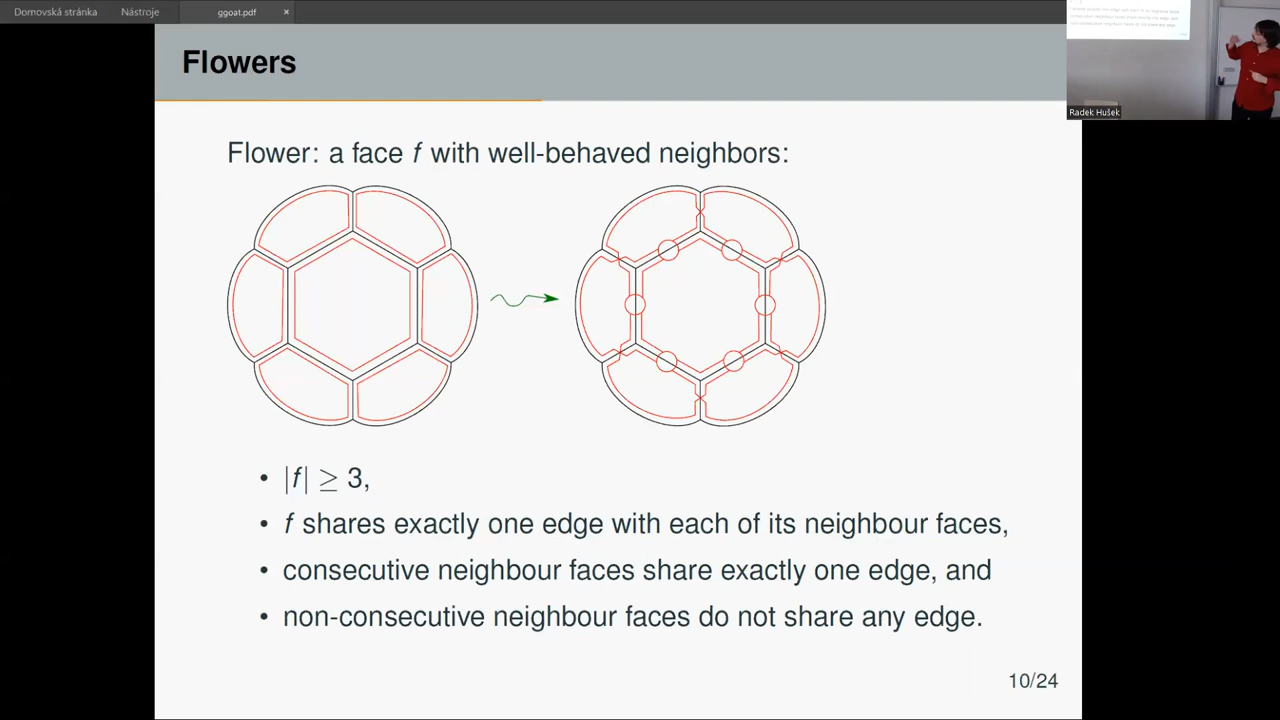 Domovská stránka
Nástroje
ggoat.pdf
×
Flowers
Radek Hušek
Flower: a face f with well-behaved neighbors:
• |f| ≥ 3,
• f shares exactly one edge with each of its neighbour faces,
• consecutive neighbour faces share exactly one edge, and
• non-consecutive neighbour faces do not share any edge.
10/24